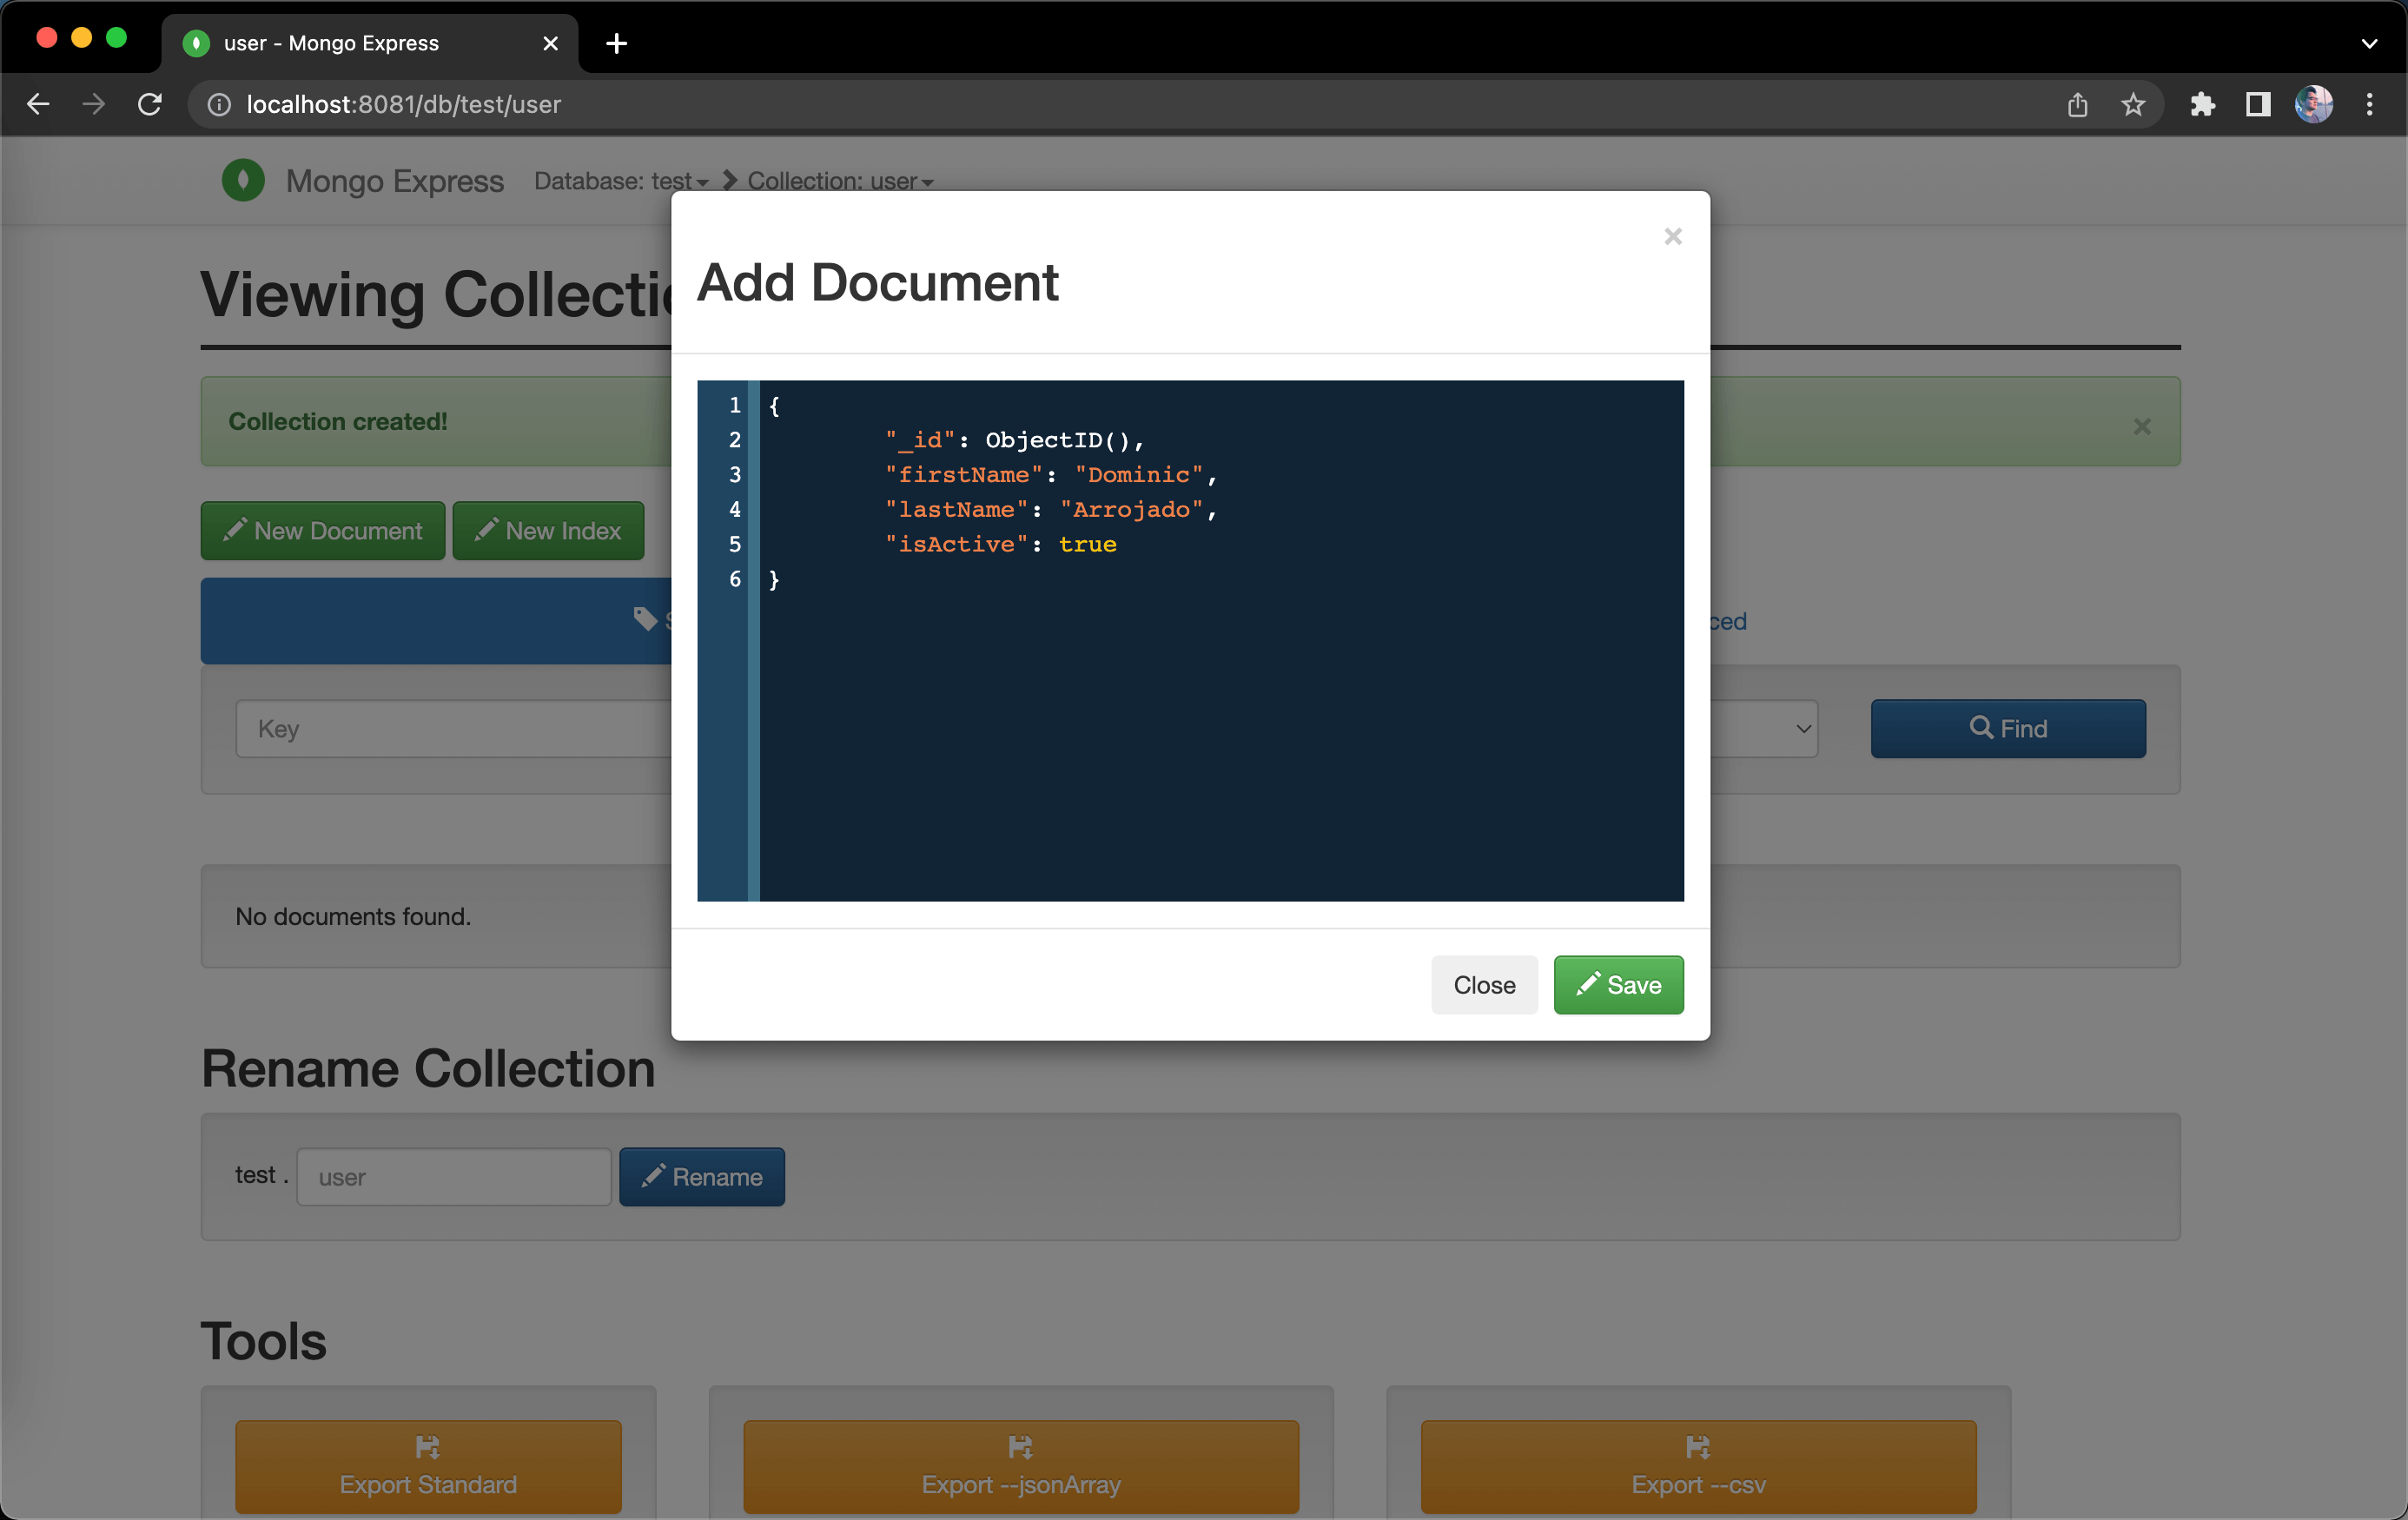 user - Mongo Express
localhost:8081/db/test/user
Mongo Express Database: test Collection: user
Viewing
Add Document
Collection created!
1 {
2 "_id": ObjectID(),
3 "firstName": "Dominic",
4 "lastName": "Arrojado",
5 "isActive": true
6 }
New Document New Index
Key
Find
No documents found.
Close Save
Rename Collection
test . user Rename
Tools
Export Standard Export --jsonArray Export --csv